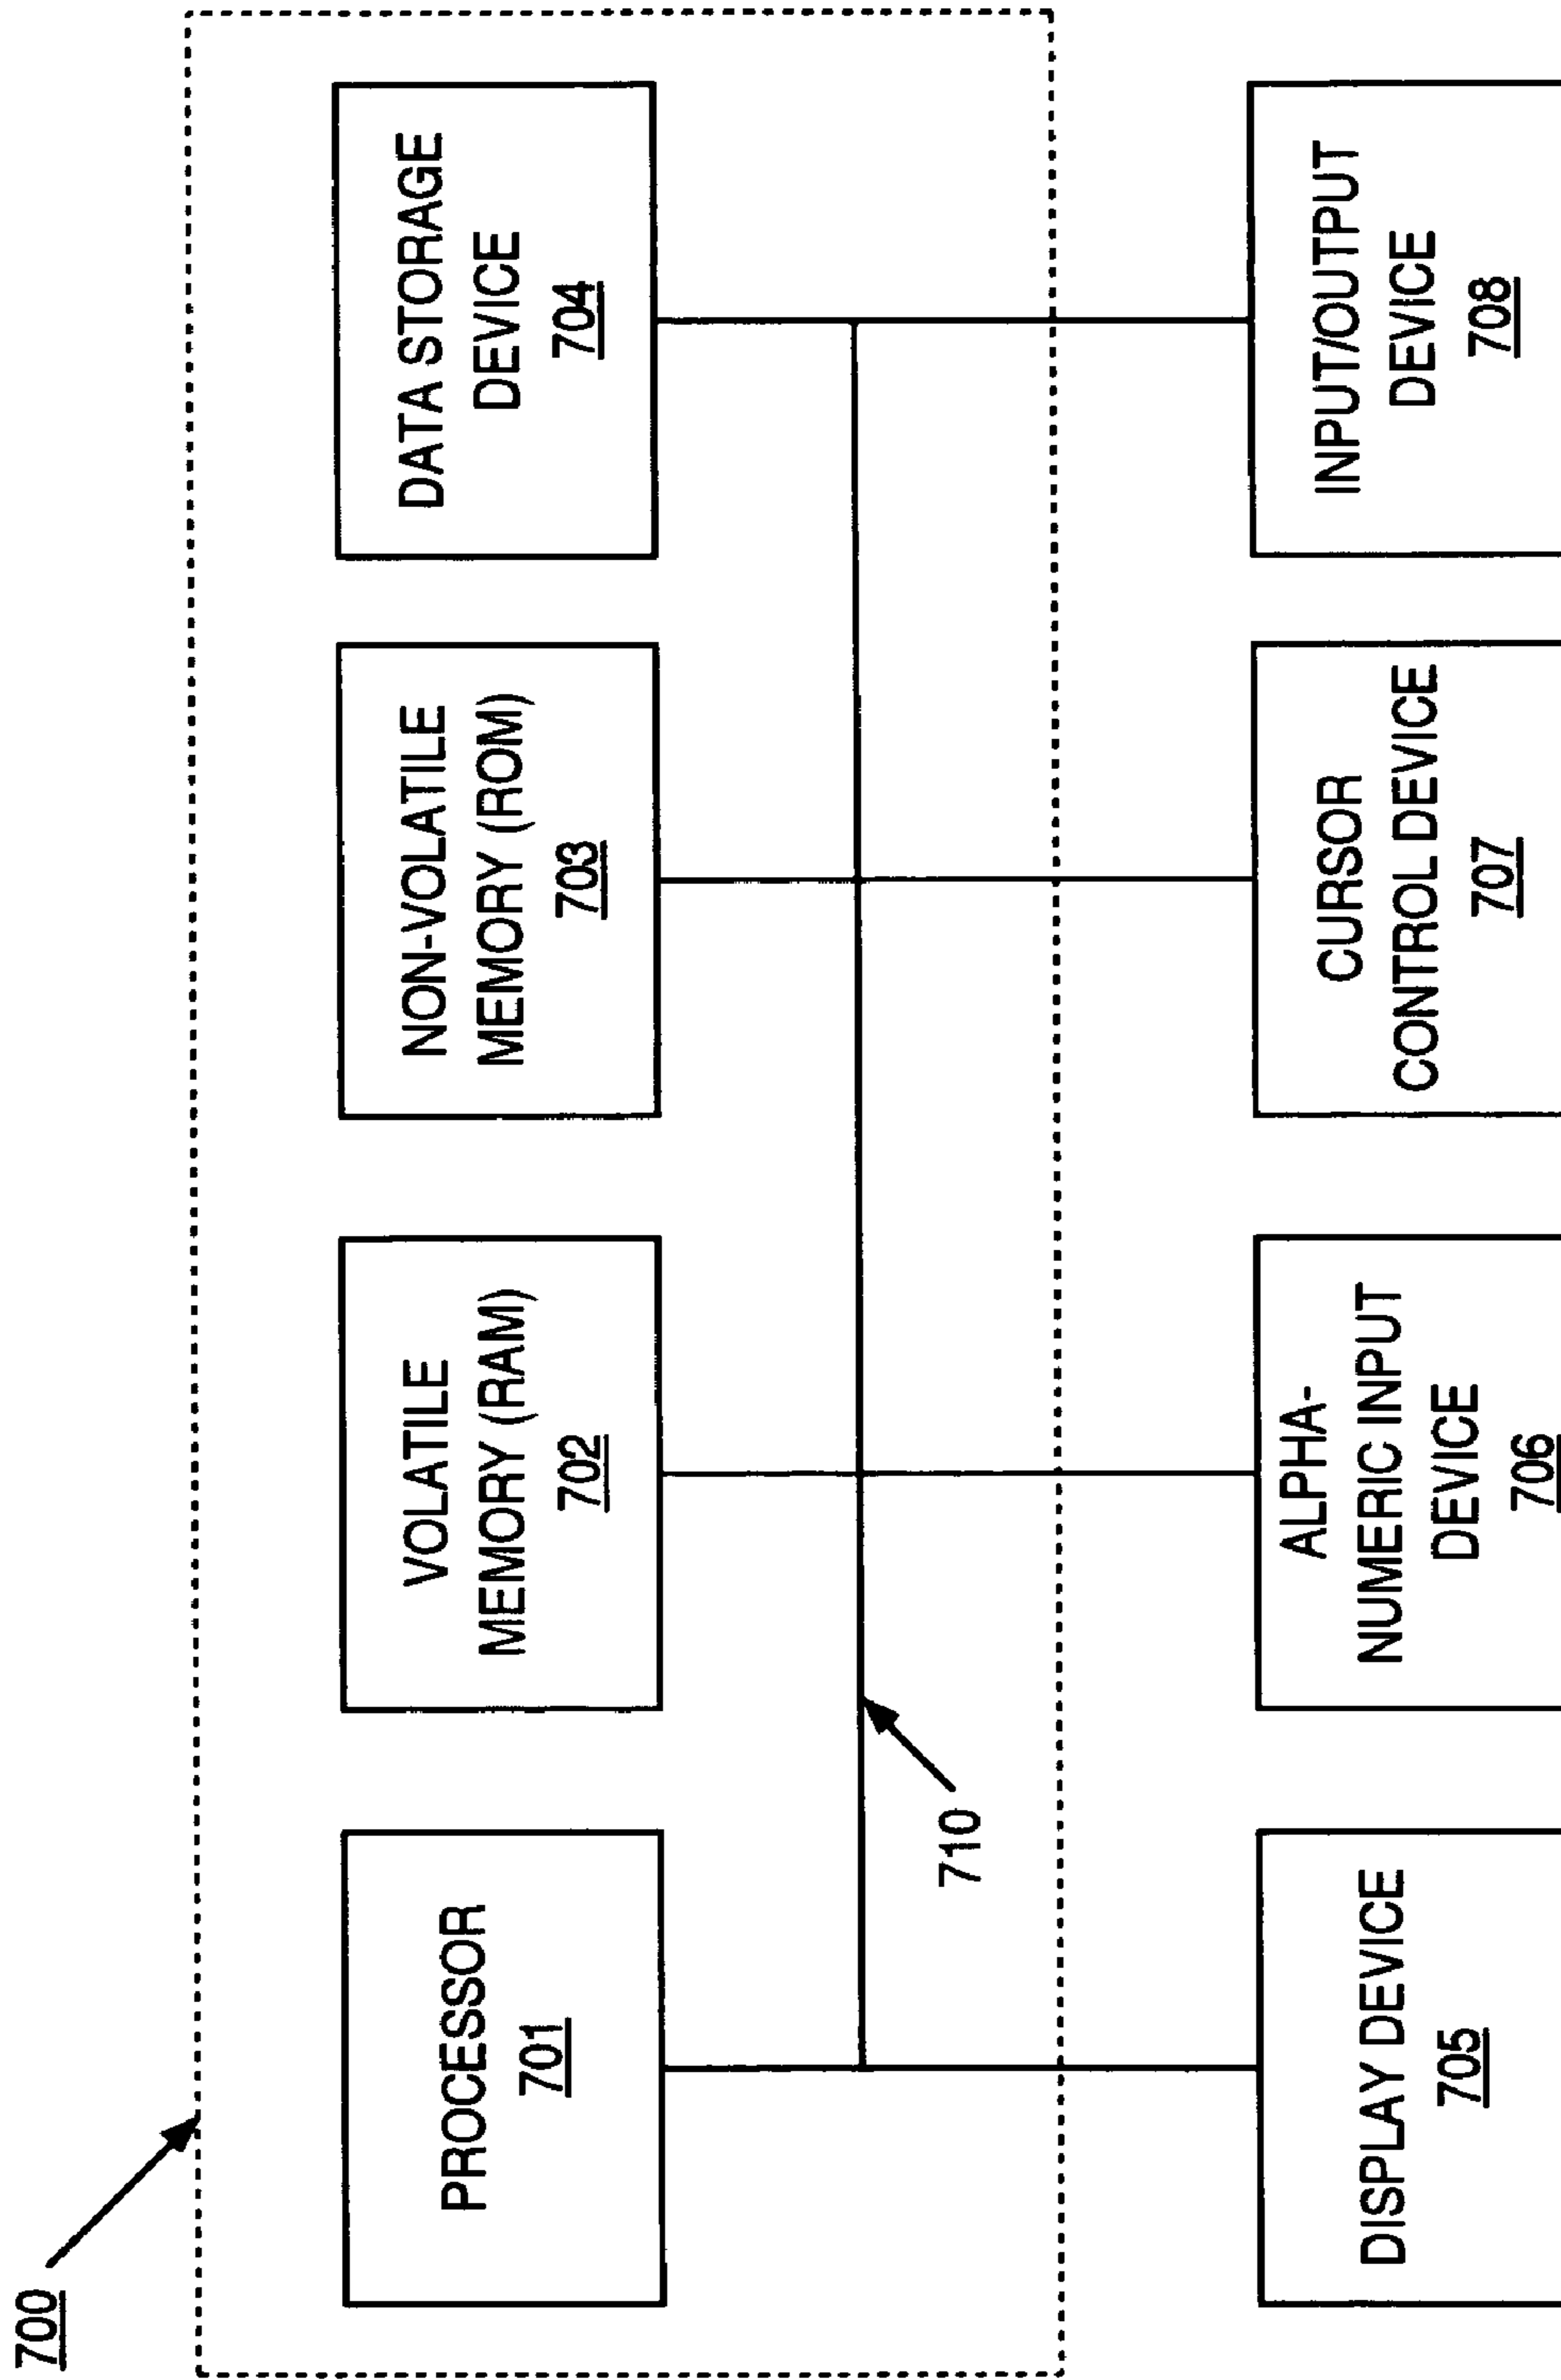 700
PROCESSOR
701
VOLATILE
MEMORY (RAM)
702
NON-VOLATILE
MEMORY (ROM)
703
DATA STORAGE
DEVICE
704
710
DISPLAY DEVICE
705
ALPHA-
NUMERIC INPUT
DEVICE
706
CURSOR
CONTROL DEVICE
707
INPUT/OUTPUT
DEVICE
708